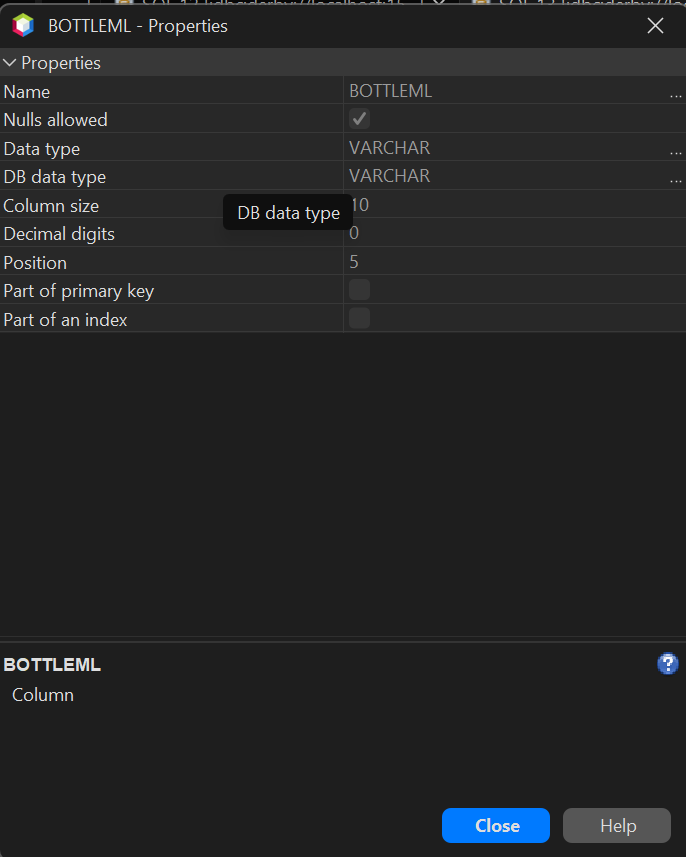 BOTTLEML - Properties
Properties
Name BOTTLEML ...
Nulls allowed
Data type VARCHAR ...
DB data type VARCHAR ...
Column size 10
DB data type
Decimal digits 0
Position 5
Part of primary key
Part of an index
BOTTLEML
?
Column
Close Help